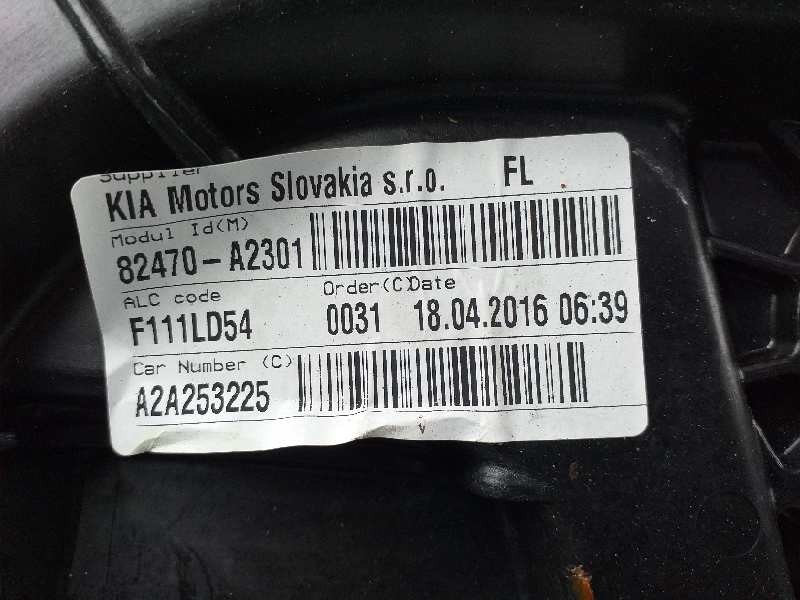 Supplier
KIA Motors Slovakia s.r.o. FL
Modul Id(M)
82470-A2301
ALC code Order(C)Date
F111LD54 0031 18.04.2016 06:39
Car Number (C)
A2A253225